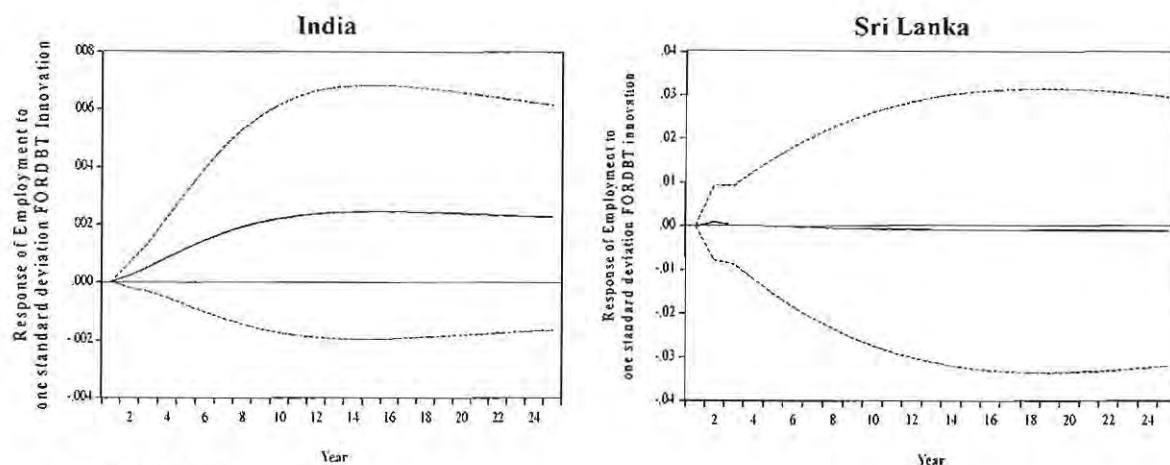 India
Response of Employment to
one standard deviation FORDBT Innovation
.008
.006
.004
.002
.000
-.002
-.004
2 4 6 8 10 12 14 16 18 20 22 24
Year
Sri Lanka
Response of Employment to
one standard deviation FORDBT innovation
.04
.03
.02
.01
.00
-.01
-.02
-.03
-.04
2 4 6 8 10 12 14 16 18 20 22 24
Year